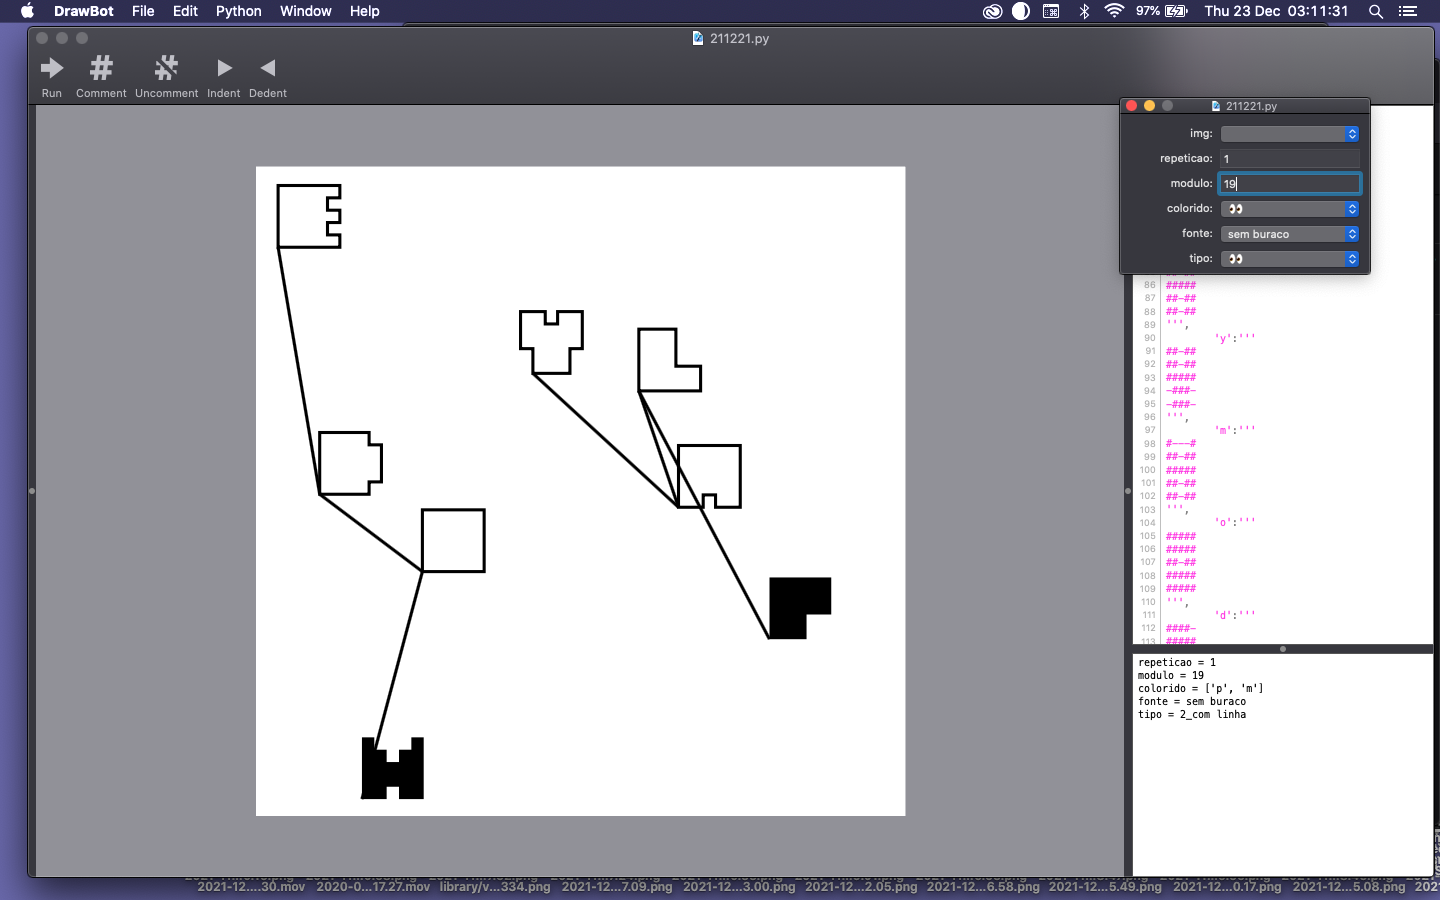 DrawBot File Edit Python Window Help
97% Thu 23 Dec 03:11:31
211221.py
Run Comment Uncomment Indent Dedent
211221.py
img:
repeticao: 1
modulo: 19
colorido: 👀
fonte: sem buraco
tipo: 👀
86 #####
87 ##-##
88 ##-##
89 ''',
90 'y':'''
91 ##-##
92 ##-##
93 #####
94 -###-
95 -###-
96 ''',
97 'm':'''
98 #---#
99 ##-##
100 #####
101 ##-##
102 ##-##
103 ''',
104 'o':'''
105 #####
106 #####
107 ##-##
108 #####
109 #####
110 ''',
111 'd':'''
112 ####-
113 #####
repeticao = 1
modulo = 19
colorido = ['p', 'm']
fonte = sem buraco
tipo = 2_com linha
2021-12....30.mov 2020-0...17.27.mov library/v...334.png 2021-12...7.09.png 2021-12...3.00.png 2021-12...2.05.png 2021-12...6.58.png 2021-12...5.49.png 2021-12...0.17.png 2021-12...5.08.png 2021